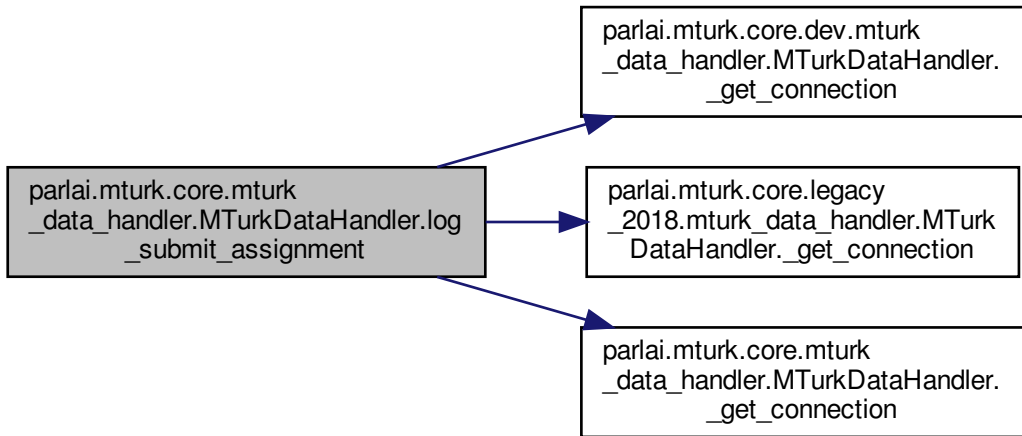 parlai.mturk.core.dev.mturk
_data_handler.MTurkDataHandler.
_get_connection
parlai.mturk.core.mturk
_data_handler.MTurkDataHandler.log
_submit_assignment
parlai.mturk.core.legacy
_2018.mturk_data_handler.MTurk
DataHandler._get_connection
parlai.mturk.core.mturk
_data_handler.MTurkDataHandler.
_get_connection